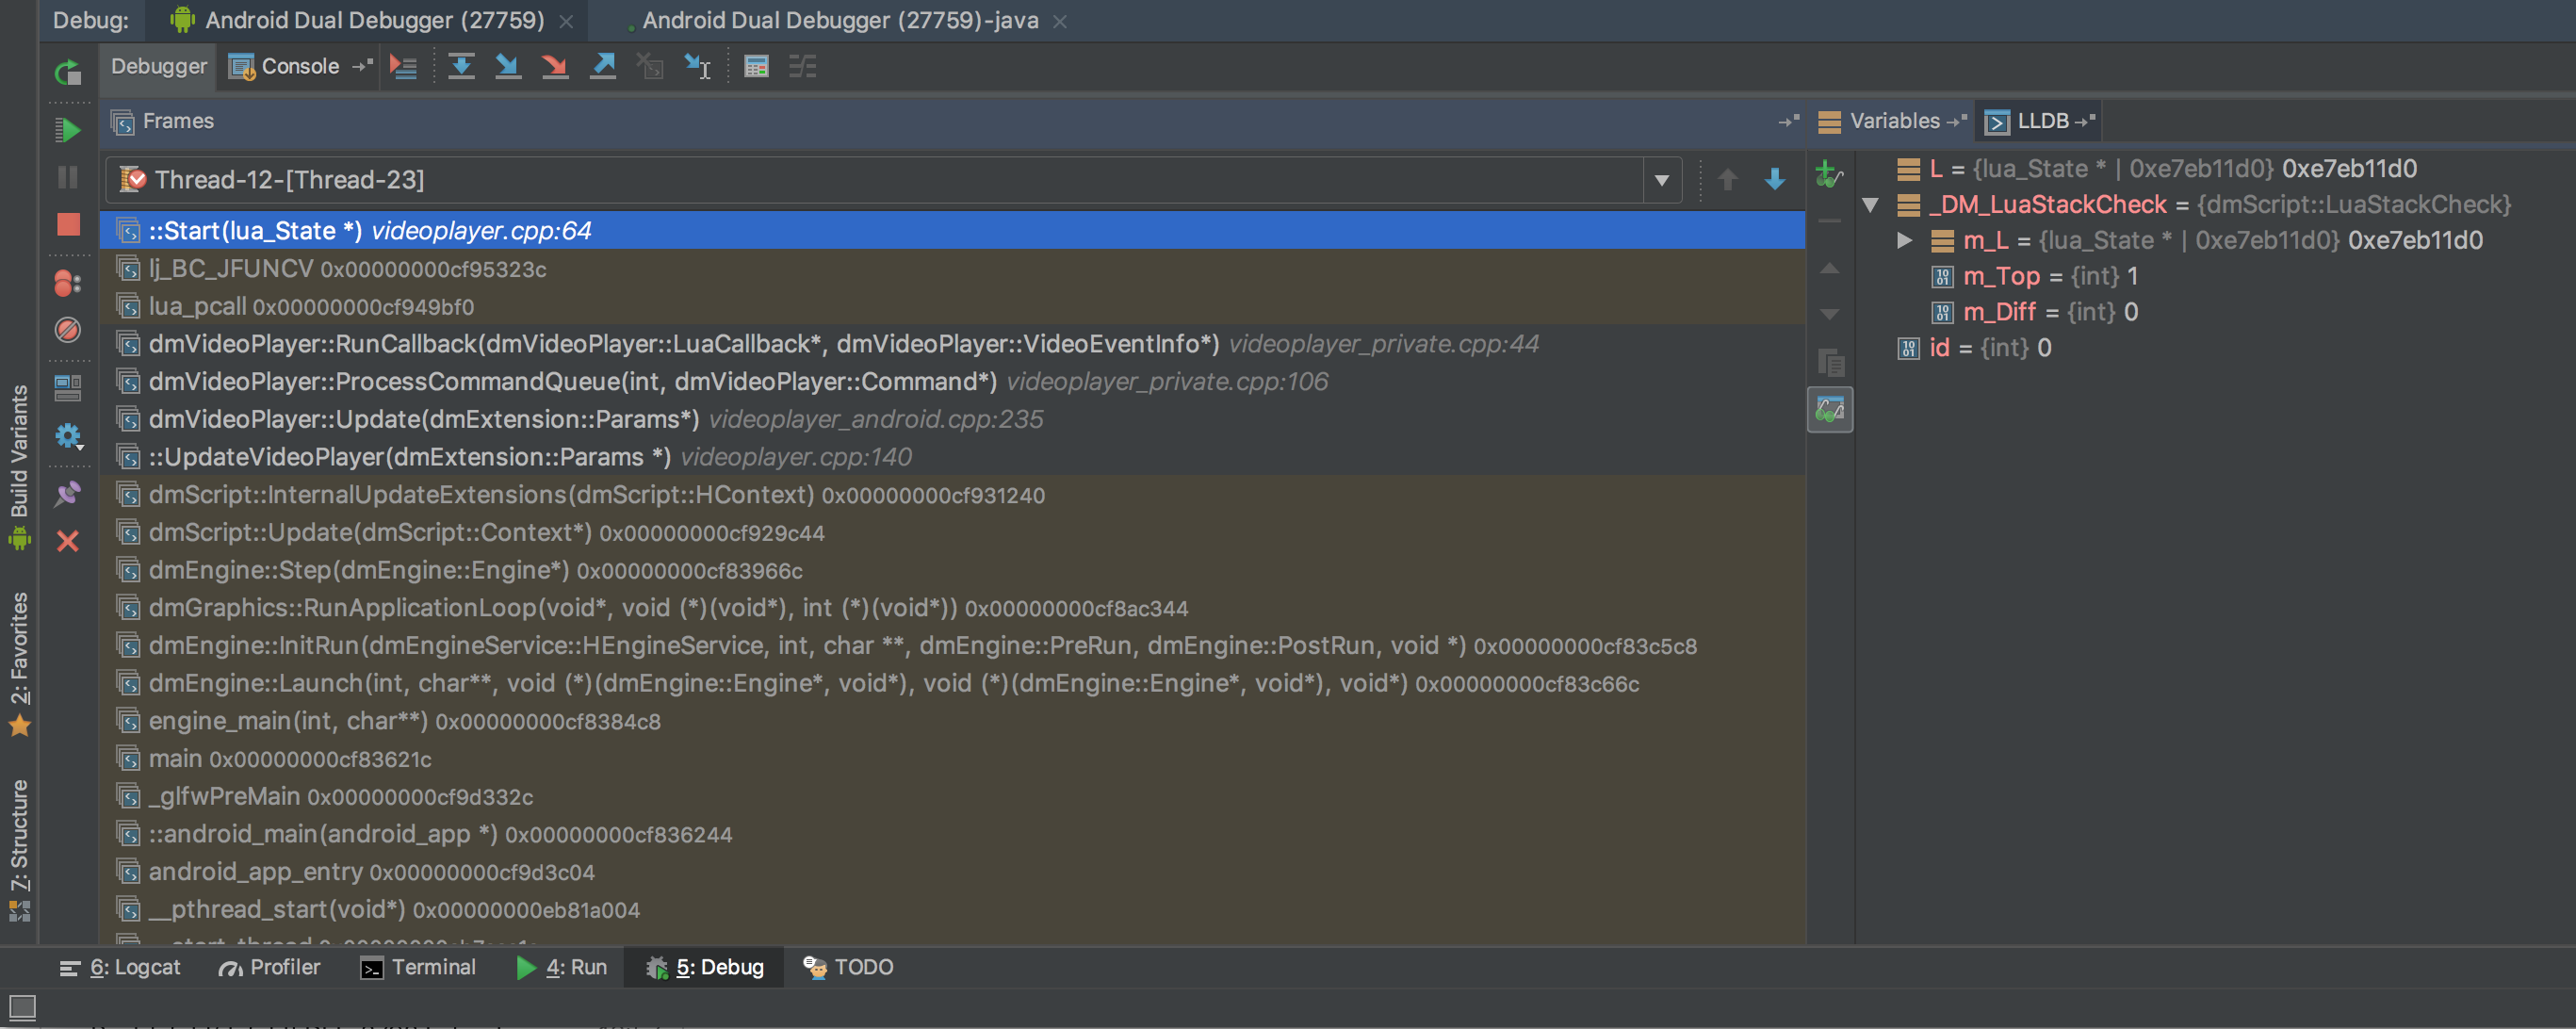 Debug: Android Dual Debugger (27759) Android Dual Debugger (27759)-java
Debugger Console
Frames
Variables LLDB
Thread-12-[Thread-23]
::Start(lua_State *) videoplayer.cpp:64
lj_BC_JFUNCV 0x00000000cf95323c
lua_pcall 0x00000000cf949bf0
dmVideoPlayer::RunCallback(dmVideoPlayer::LuaCallback*, dmVideoPlayer::VideoEventInfo*) videoplayer_private.cpp:44
dmVideoPlayer::ProcessCommandQueue(int, dmVideoPlayer::Command*) videoplayer_private.cpp:106
dmVideoPlayer::Update(dmExtension::Params*) videoplayer_android.cpp:235
::UpdateVideoPlayer(dmExtension::Params *) videoplayer.cpp:140
dmScript::InternalUpdateExtensions(dmScript::HContext) 0x00000000cf931240
dmScript::Update(dmScript::Context*) 0x00000000cf929c44
dmEngine::Step(dmEngine::Engine*) 0x00000000cf83966c
dmGraphics::RunApplicationLoop(void*, void (*)(void*), int (*)(void*)) 0x00000000cf8ac344
dmEngine::InitRun(dmEngineService::HEngineService, int, char **, dmEngine::PreRun, dmEngine::PostRun, void *) 0x00000000cf83c5c8
dmEngine::Launch(int, char**, void (*)(dmEngine::Engine*, void*), void (*)(dmEngine::Engine*, void*), void*) 0x00000000cf83c66c
engine_main(int, char**) 0x00000000cf8384c8
main 0x00000000cf83621c
_glfwPreMain 0x00000000cf9d332c
::android_main(android_app *) 0x00000000cf836244
android_app_entry 0x00000000cf9d3c04
__pthread_start(void*) 0x00000000eb81a004
L = {lua_State * | 0xe7eb11d0} 0xe7eb11d0
_DM_LuaStackCheck = {dmScript::LuaStackCheck}
m_L = {lua_State * | 0xe7eb11d0} 0xe7eb11d0
m_Top = {int} 1
m_Diff = {int} 0
id = {int} 0
Build Variants
2: Favorites
7: Structure
6: Logcat Profiler Terminal 4: Run 5: Debug TODO